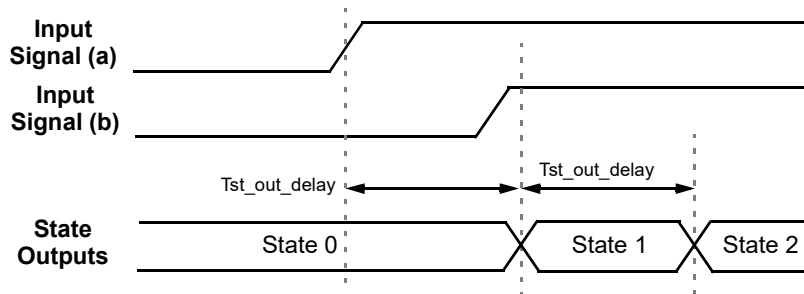 Input
Signal (a)
Input
Signal (b)
Tst_out_delay
Tst_out_delay
State
Outputs
State 0
State 1
State 2